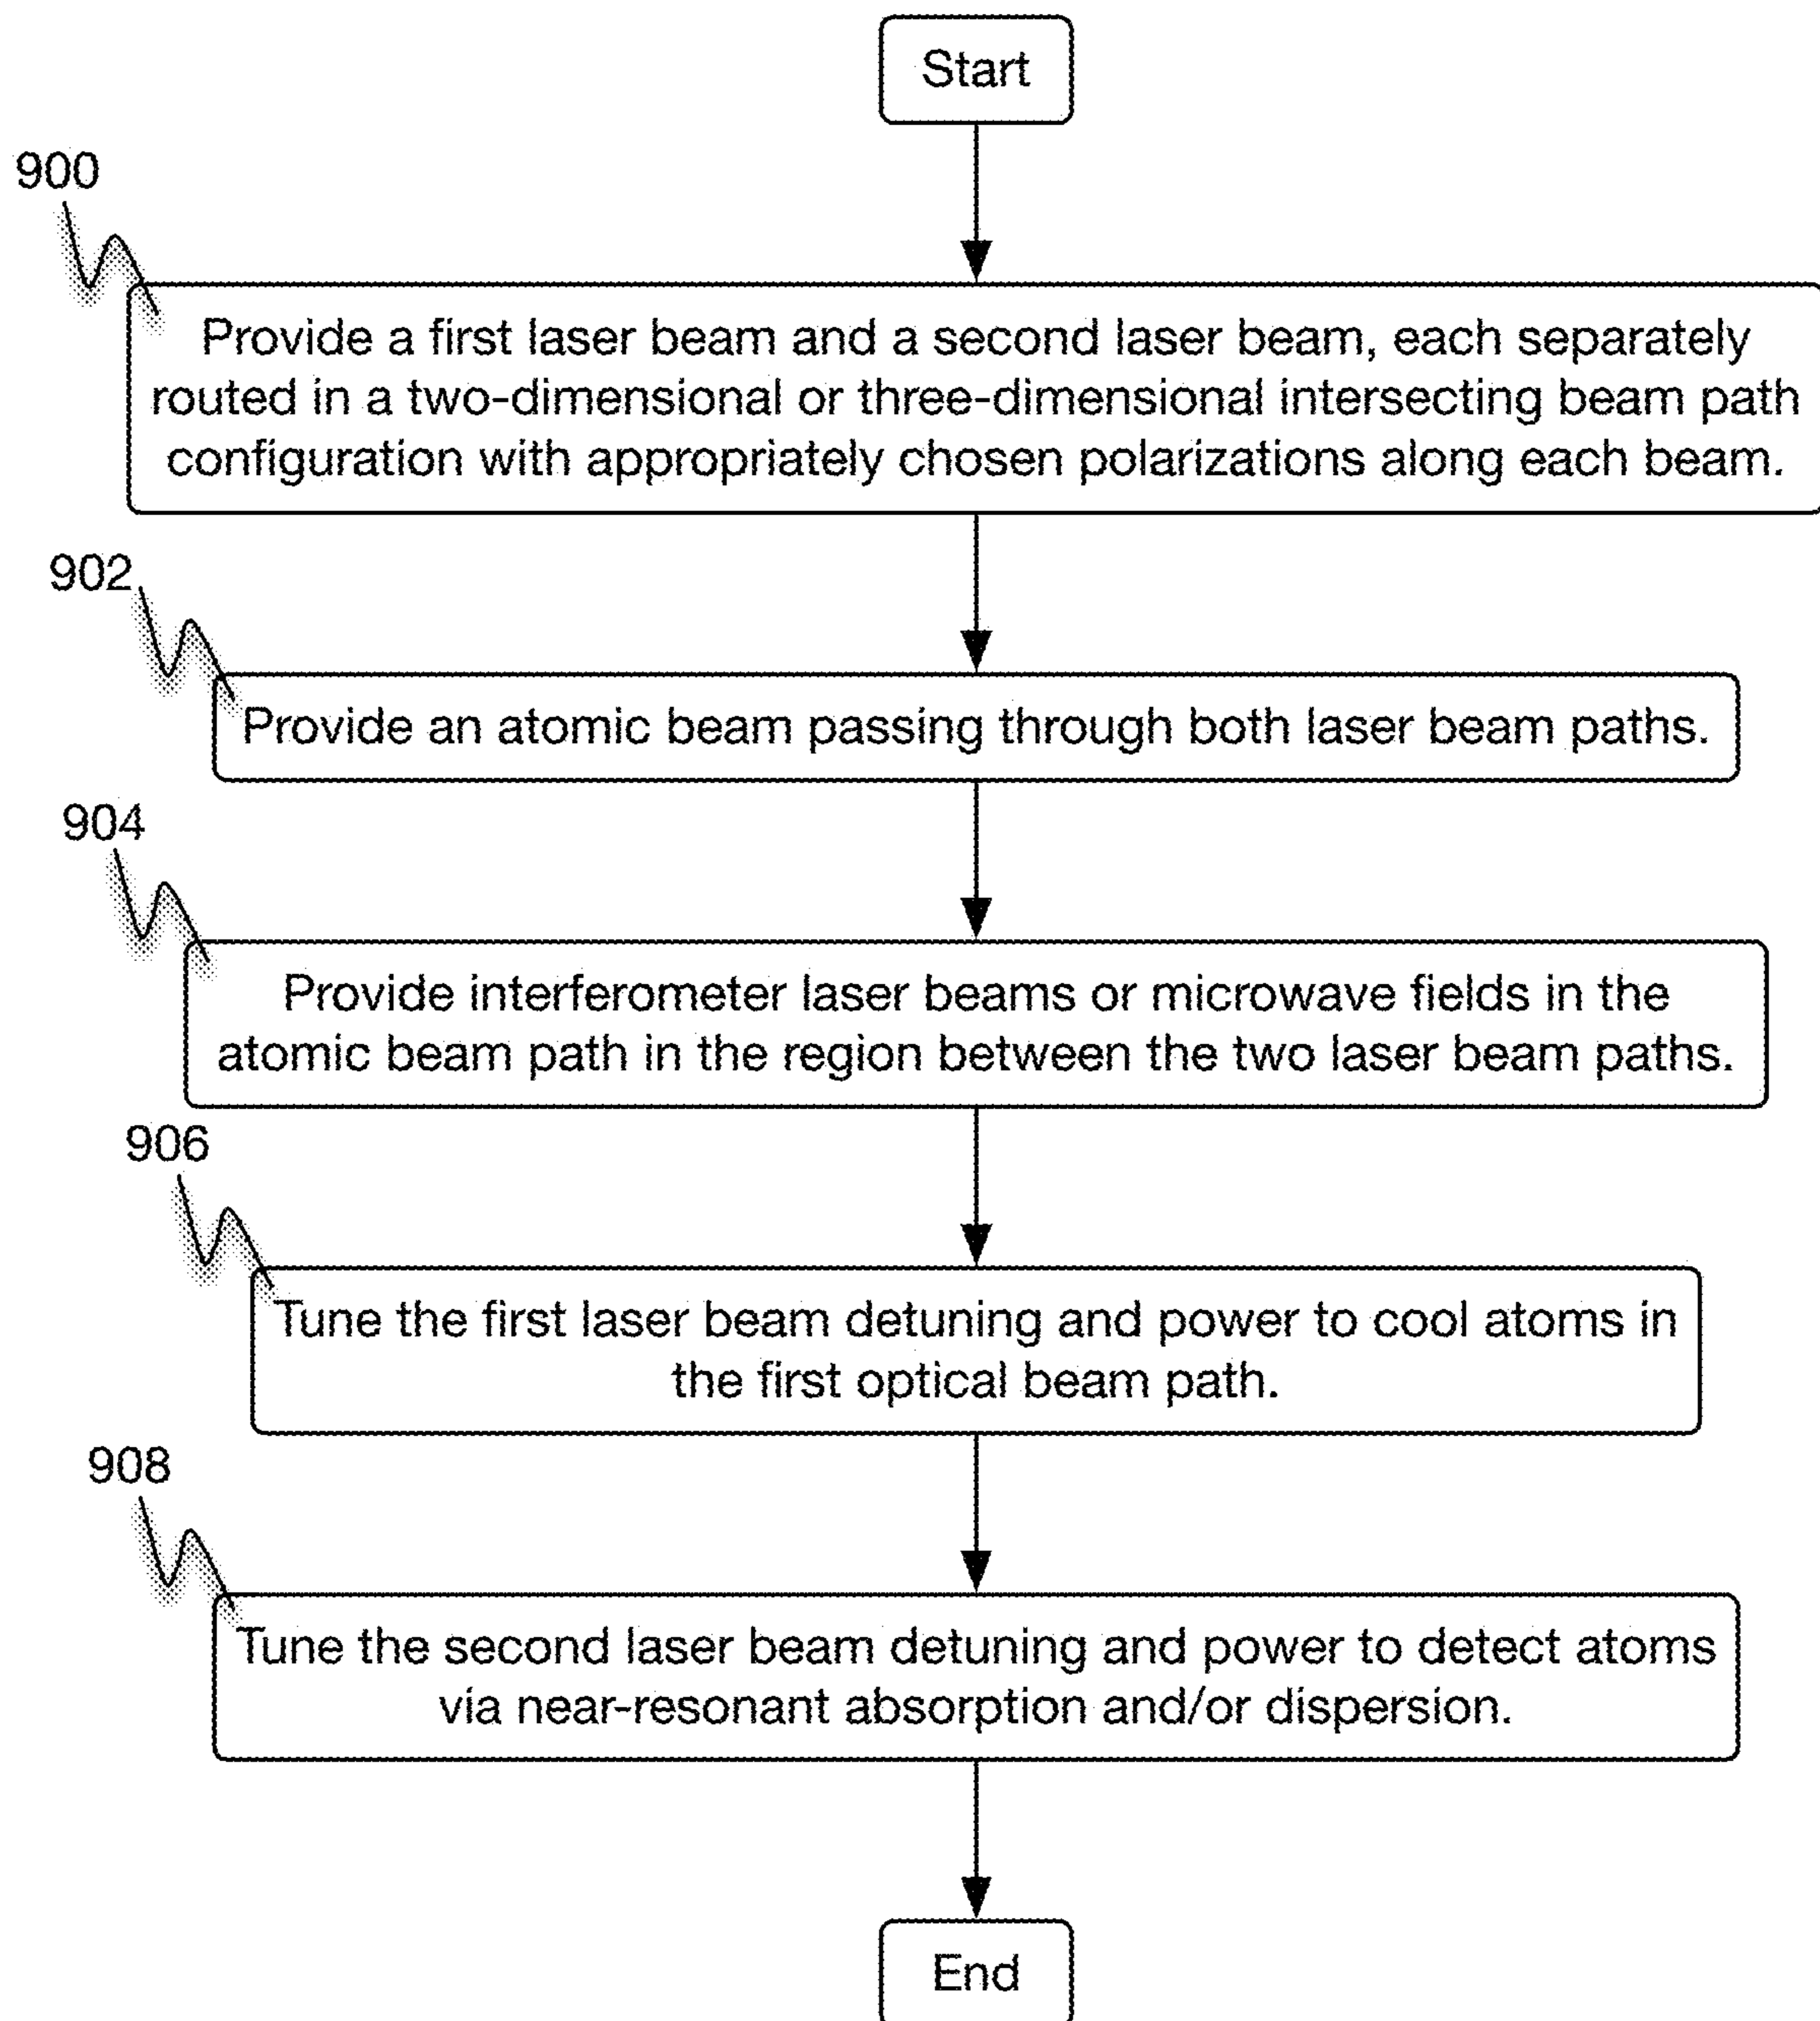 Start
900
Provide a first laser beam and a second laser beam, each separately
routed in a two-dimensional or three-dimensional intersecting beam path
configuration with appropriately chosen polarizations along each beam.
902
Provide an atomic beam passing through both laser beam paths.
904
Provide interferometer laser beams or microwave fields in the
atomic beam path in the region between the two laser beam paths.
906
Tune the first laser beam detuning and power to cool atoms in
the first optical beam path.
908
Tune the second laser beam detuning and power to detect atoms
via near-resonant absorption and/or dispersion.
End